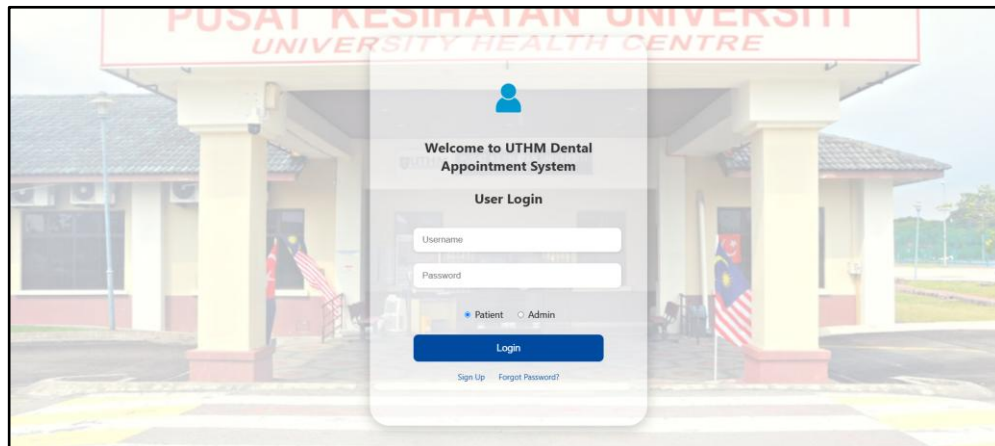 PUSAT KESIHATAN UNIVERSITI
UNIVERSITY HEALTH CENTRE
Welcome to UTHM Dental
Appointment System
User Login
Username
Password
Patient Admin
Login
Sign Up Forgot Password?